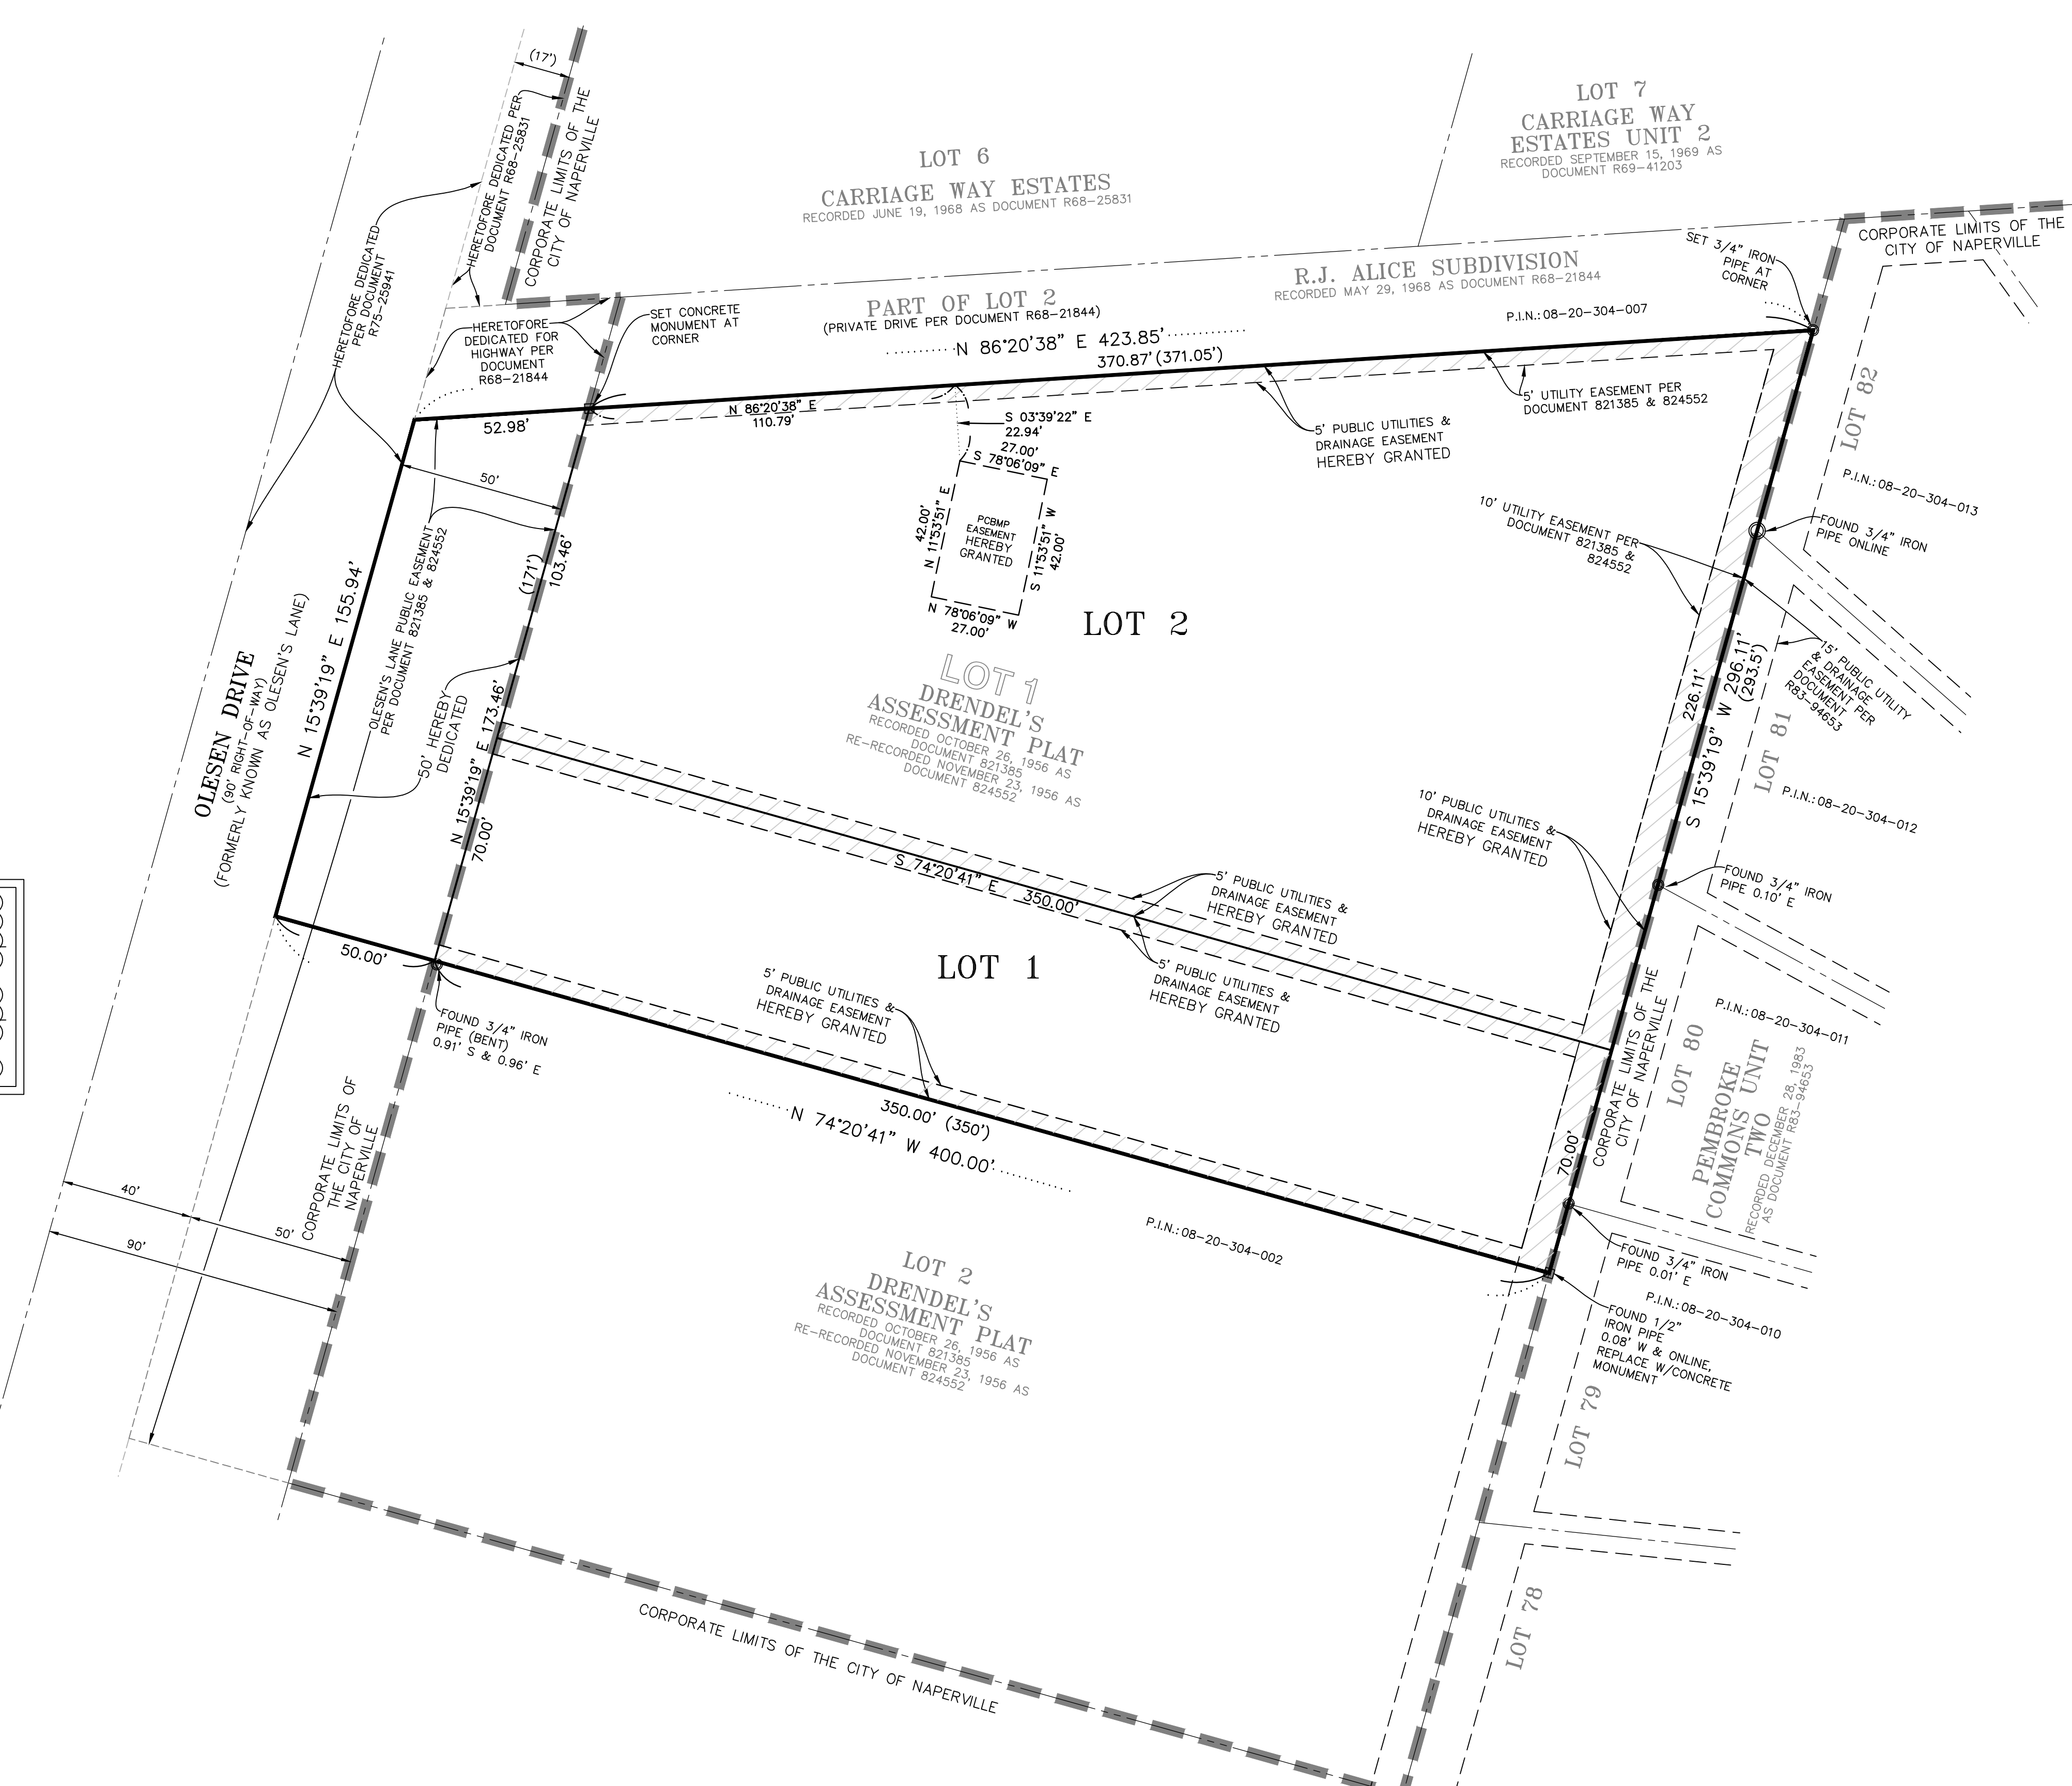 (17')
HERETOFORE DEDICATED PER
DOCUMENT R68-25831
CORPORATE LIMITS OF THE
CITY OF NAPERVILLE
HERETOFORE DEDICATED
PER DOCUMENT
R75-25941
LOT 6
CARRIAGE WAY ESTATES
RECORDED JUNE 19, 1968 AS DOCUMENT R68-25831
LOT 7
CARRIAGE WAY
ESTATES UNIT 2
RECORDED SEPTEMBER 15, 1969 AS
DOCUMENT R69-41203
CORPORATE LIMITS OF THE
CITY OF NAPERVILLE
SET 3/4" IRON
PIPE AT
CORNER
R.J. ALICE SUBDIVISION
RECORDED MAY 29, 1968 AS DOCUMENT R68-21844
PART OF LOT 2
(PRIVATE DRIVE PER DOCUMENT R68-21844)
P.I.N.: 08-20-304-007
SET CONCRETE
MONUMENT AT
CORNER
HERETOFORE
DEDICATED FOR
HIGHWAY PER
DOCUMENT
R68-21844
N 86°20'38" E 423.85'
370.87' (371.05')
52.98'
N 86°20'38" E
110.79'
S 03°39'22" E
22.94'
27.00'
S 78°06'09" E
5' PUBLIC UTILITIES &
DRAINAGE EASEMENT
HEREBY GRANTED
5' UTILITY EASEMENT PER
DOCUMENT 821385 & 824552
LOT 82
P.I.N.: 08-20-304-013
50'
N 11°53'51" E
42.00'
PCBMP
EASEMENT
HEREBY
GRANTED
S 11°53'51" W
42.00'
N 78°06'09" W
27.00'
10' UTILITY EASEMENT PER
DOCUMENT 821385 &
824552
FOUND 3/4" IRON
PIPE ONLINE
(171')
103.46'
OLESEN'S LANE PUBLIC EASEMENT
PER DOCUMENT 821385 & 824552
N 15°39'19" E 155.94'
OLESEN DRIVE
(90' RIGHT-OF-WAY)
(FORMERLY KNOWN AS OLESEN'S LANE)
LOT 2
LOT 1
DRENDEL'S
ASSESSMENT PLAT
RECORDED OCTOBER 26, 1956 AS
DOCUMENT 821385
RE-RECORDED NOVEMBER 23, 1956 AS
DOCUMENT 824552
226.11'
S 15°39'19" W 296.11'
(293.5')
15' PUBLIC UTILITY
& DRAINAGE
EASEMENT PER
DOCUMENT
R83-94653
LOT 81
P.I.N.: 08-20-304-012
50' HEREBY
DEDICATED
N 15°39'19" E 173.46'
70.00'
10' PUBLIC UTILITIES &
DRAINAGE EASEMENT
HEREBY GRANTED
S 74°20'41" E 350.00'
5' PUBLIC UTILITIES &
DRAINAGE EASEMENT
HEREBY GRANTED
FOUND 3/4" IRON
PIPE 0.10' E
50.00'
LOT 1
5' PUBLIC UTILITIES &
DRAINAGE EASEMENT
HEREBY GRANTED
5' PUBLIC UTILITIES &
DRAINAGE EASEMENT
HEREBY GRANTED
FOUND 3/4" IRON
PIPE (BENT)
0.91' S & 0.96' E
CORPORATE LIMITS OF THE
CITY OF NAPERVILLE
P.I.N.: 08-20-304-011
LOT 80
PEMBROKE
COMMONS UNIT
TWO
RECORDED DECEMBER 28, 1983
AS DOCUMENT R83-94653
70.00'
350.00' (350')
N 74°20'41" W 400.00'
CORPORATE LIMITS OF
THE CITY OF
NAPERVILLE
40'
50'
90'
P.I.N.: 08-20-304-002
LOT 2
DRENDEL'S
ASSESSMENT PLAT
RECORDED OCTOBER 26, 1956 AS
DOCUMENT 821385
RE-RECORDED NOVEMBER 23, 1956 AS
DOCUMENT 824552
FOUND 3/4" IRON
PIPE 0.01' E
P.I.N.: 08-20-304-010
FOUND 1/2"
IRON PIPE
0.08' W & ONLINE,
REPLACE W/CONCRETE
MONUMENT
LOT 79
LOT 78
CORPORATE LIMITS OF THE CITY OF NAPERVILLE